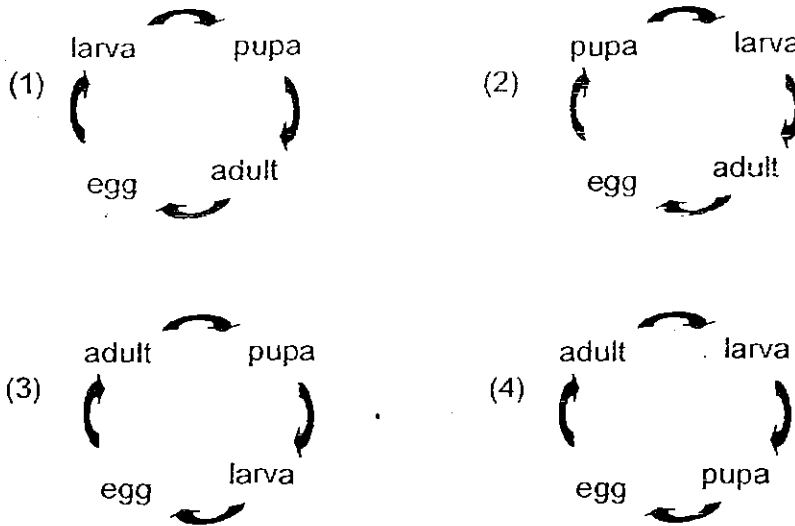 larva pupa
(1)
egg adult
pupa larva
(2)
egg adult
adult pupa
(3)
egg larva
adult larva
(4)
egg pupa